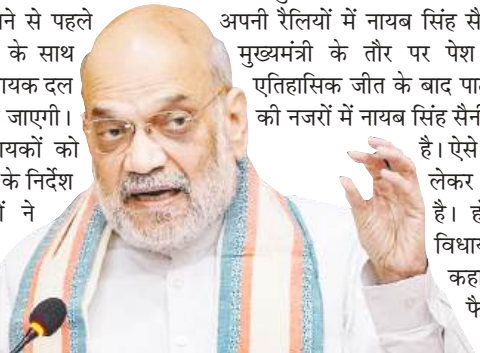 ने से पहले
के साथ
ायक दल
जाएगी।
ायकों को
के निर्देश
ों ने
अपनी रैलियों में नायब सिंह सै
मुख्यमंत्री के तौर पर पेश
एतिहासिक जीत के बाद पा
की नजरों में नायब सिंह सैनी
है। ऐसे
लेकर
है। ह
विधाय
कहा
फै